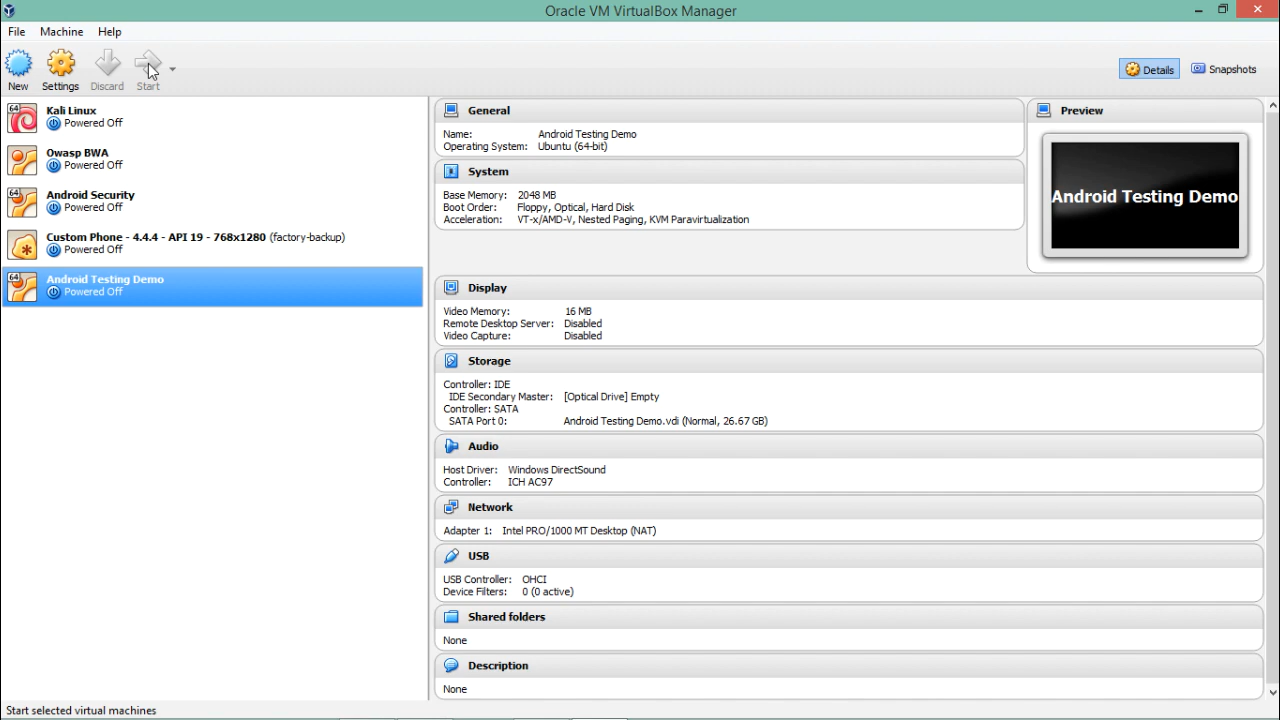 Oracle VM VirtualBox Manager
File Machine Help
New Settings Discard Start
Details Snapshots
64 Kali Linux
Powered Off
Owasp BWA
Powered Off
64 Android Security
Powered Off
Custom Phone - 4.4.4 - API 19 - 768x1280 (factory-backup)
Powered Off
64 Android Testing Demo
Powered Off
General
Name: Android Testing Demo
Operating System: Ubuntu (64-bit)
System
Base Memory: 2048 MB
Boot Order: Floppy, Optical, Hard Disk
Acceleration: VT-x/AMD-V, Nested Paging, KVM Paravirtualization
Preview
Android Testing Demo
Display
Video Memory: 16 MB
Remote Desktop Server: Disabled
Video Capture: Disabled
Storage
Controller: IDE
IDE Secondary Master: [Optical Drive] Empty
Controller: SATA
SATA Port 0: Android Testing Demo.vdi (Normal, 26.67 GB)
Audio
Host Driver: Windows DirectSound
Controller: ICH AC97
Network
Adapter 1: Intel PRO/1000 MT Desktop (NAT)
USB
USB Controller: OHCI
Device Filters: 0 (0 active)
Shared folders
None
Description
None
Start selected virtual machines